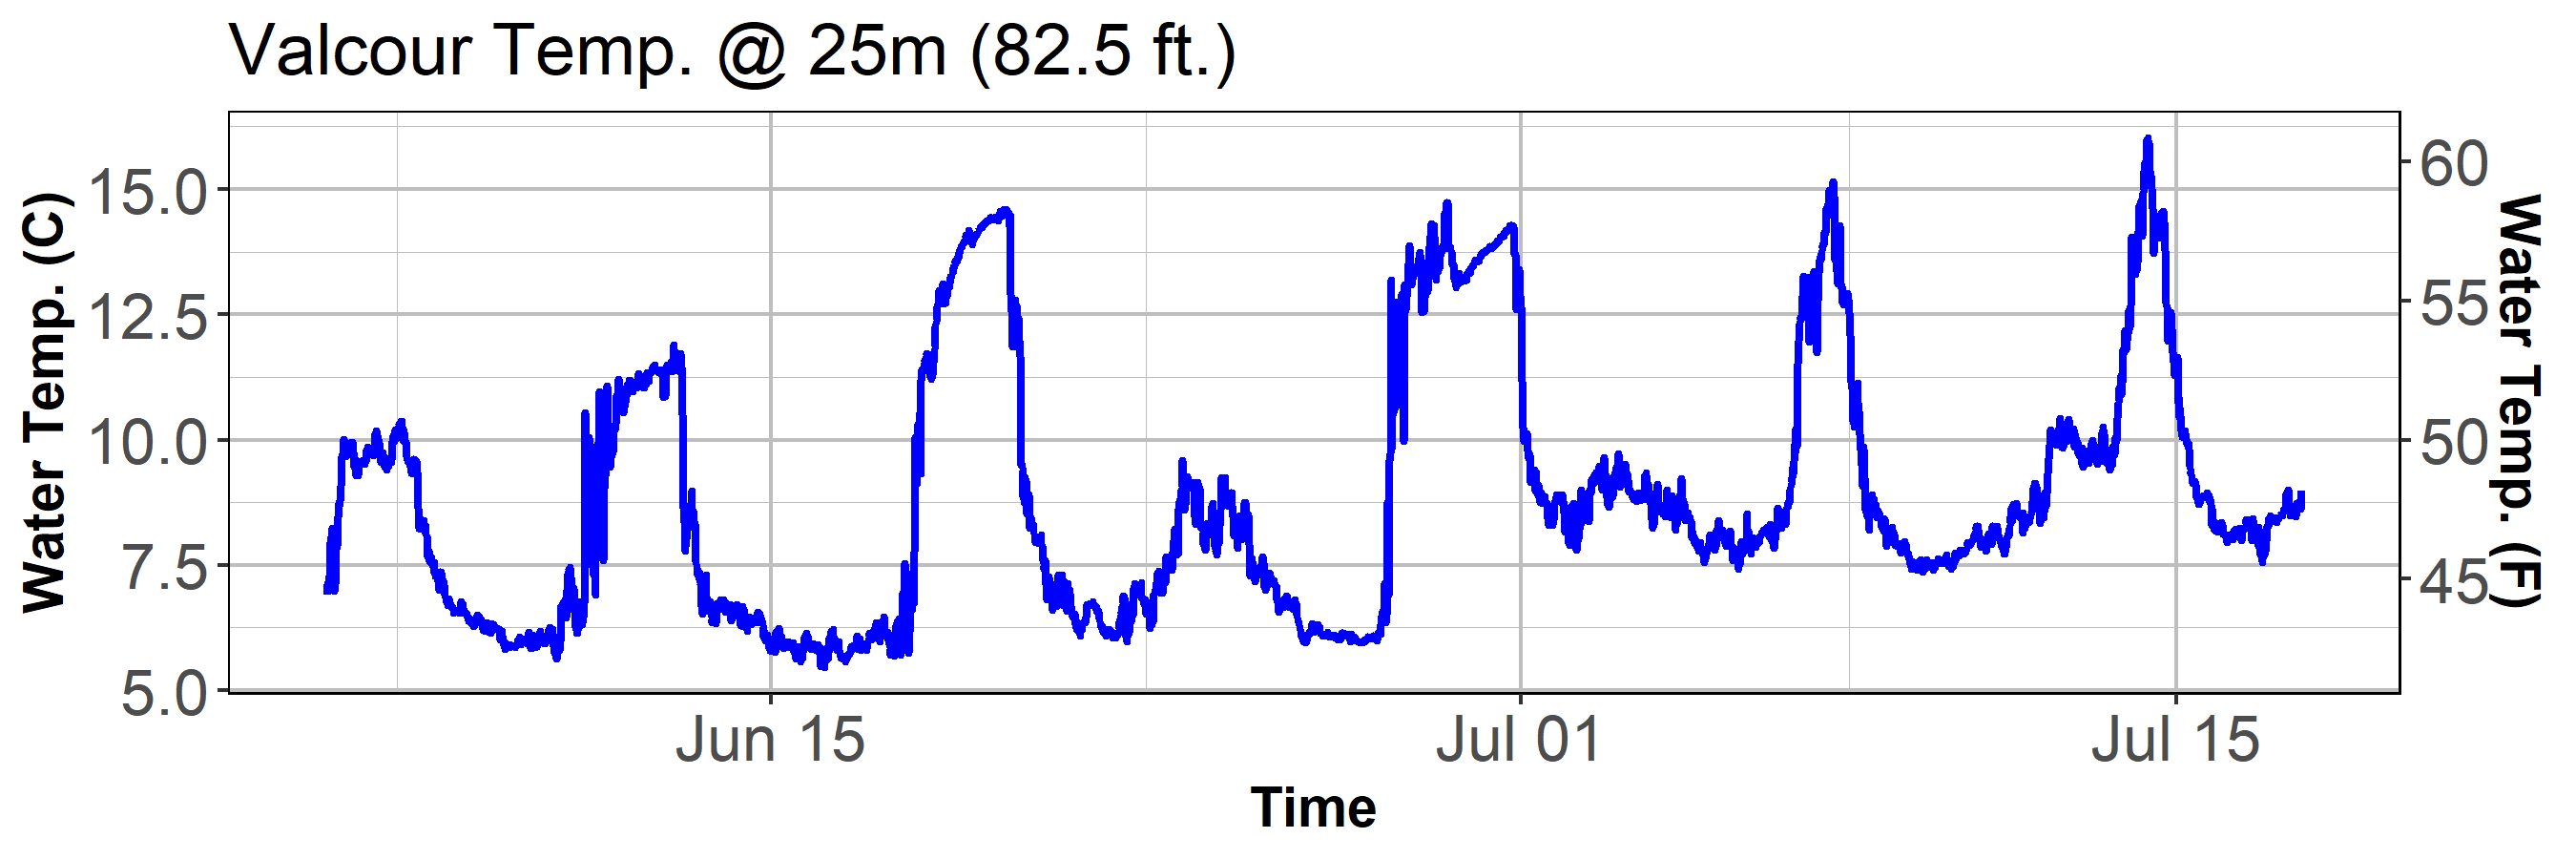 Valcour Temp. @ 25m (82.5 ft.)
Water Temp. (C)
15.0
12.5
10.0
7.5
5.0
60
55
50
45
Water Temp. (F)
Jun 15
Jul 01
Jul 15
Time